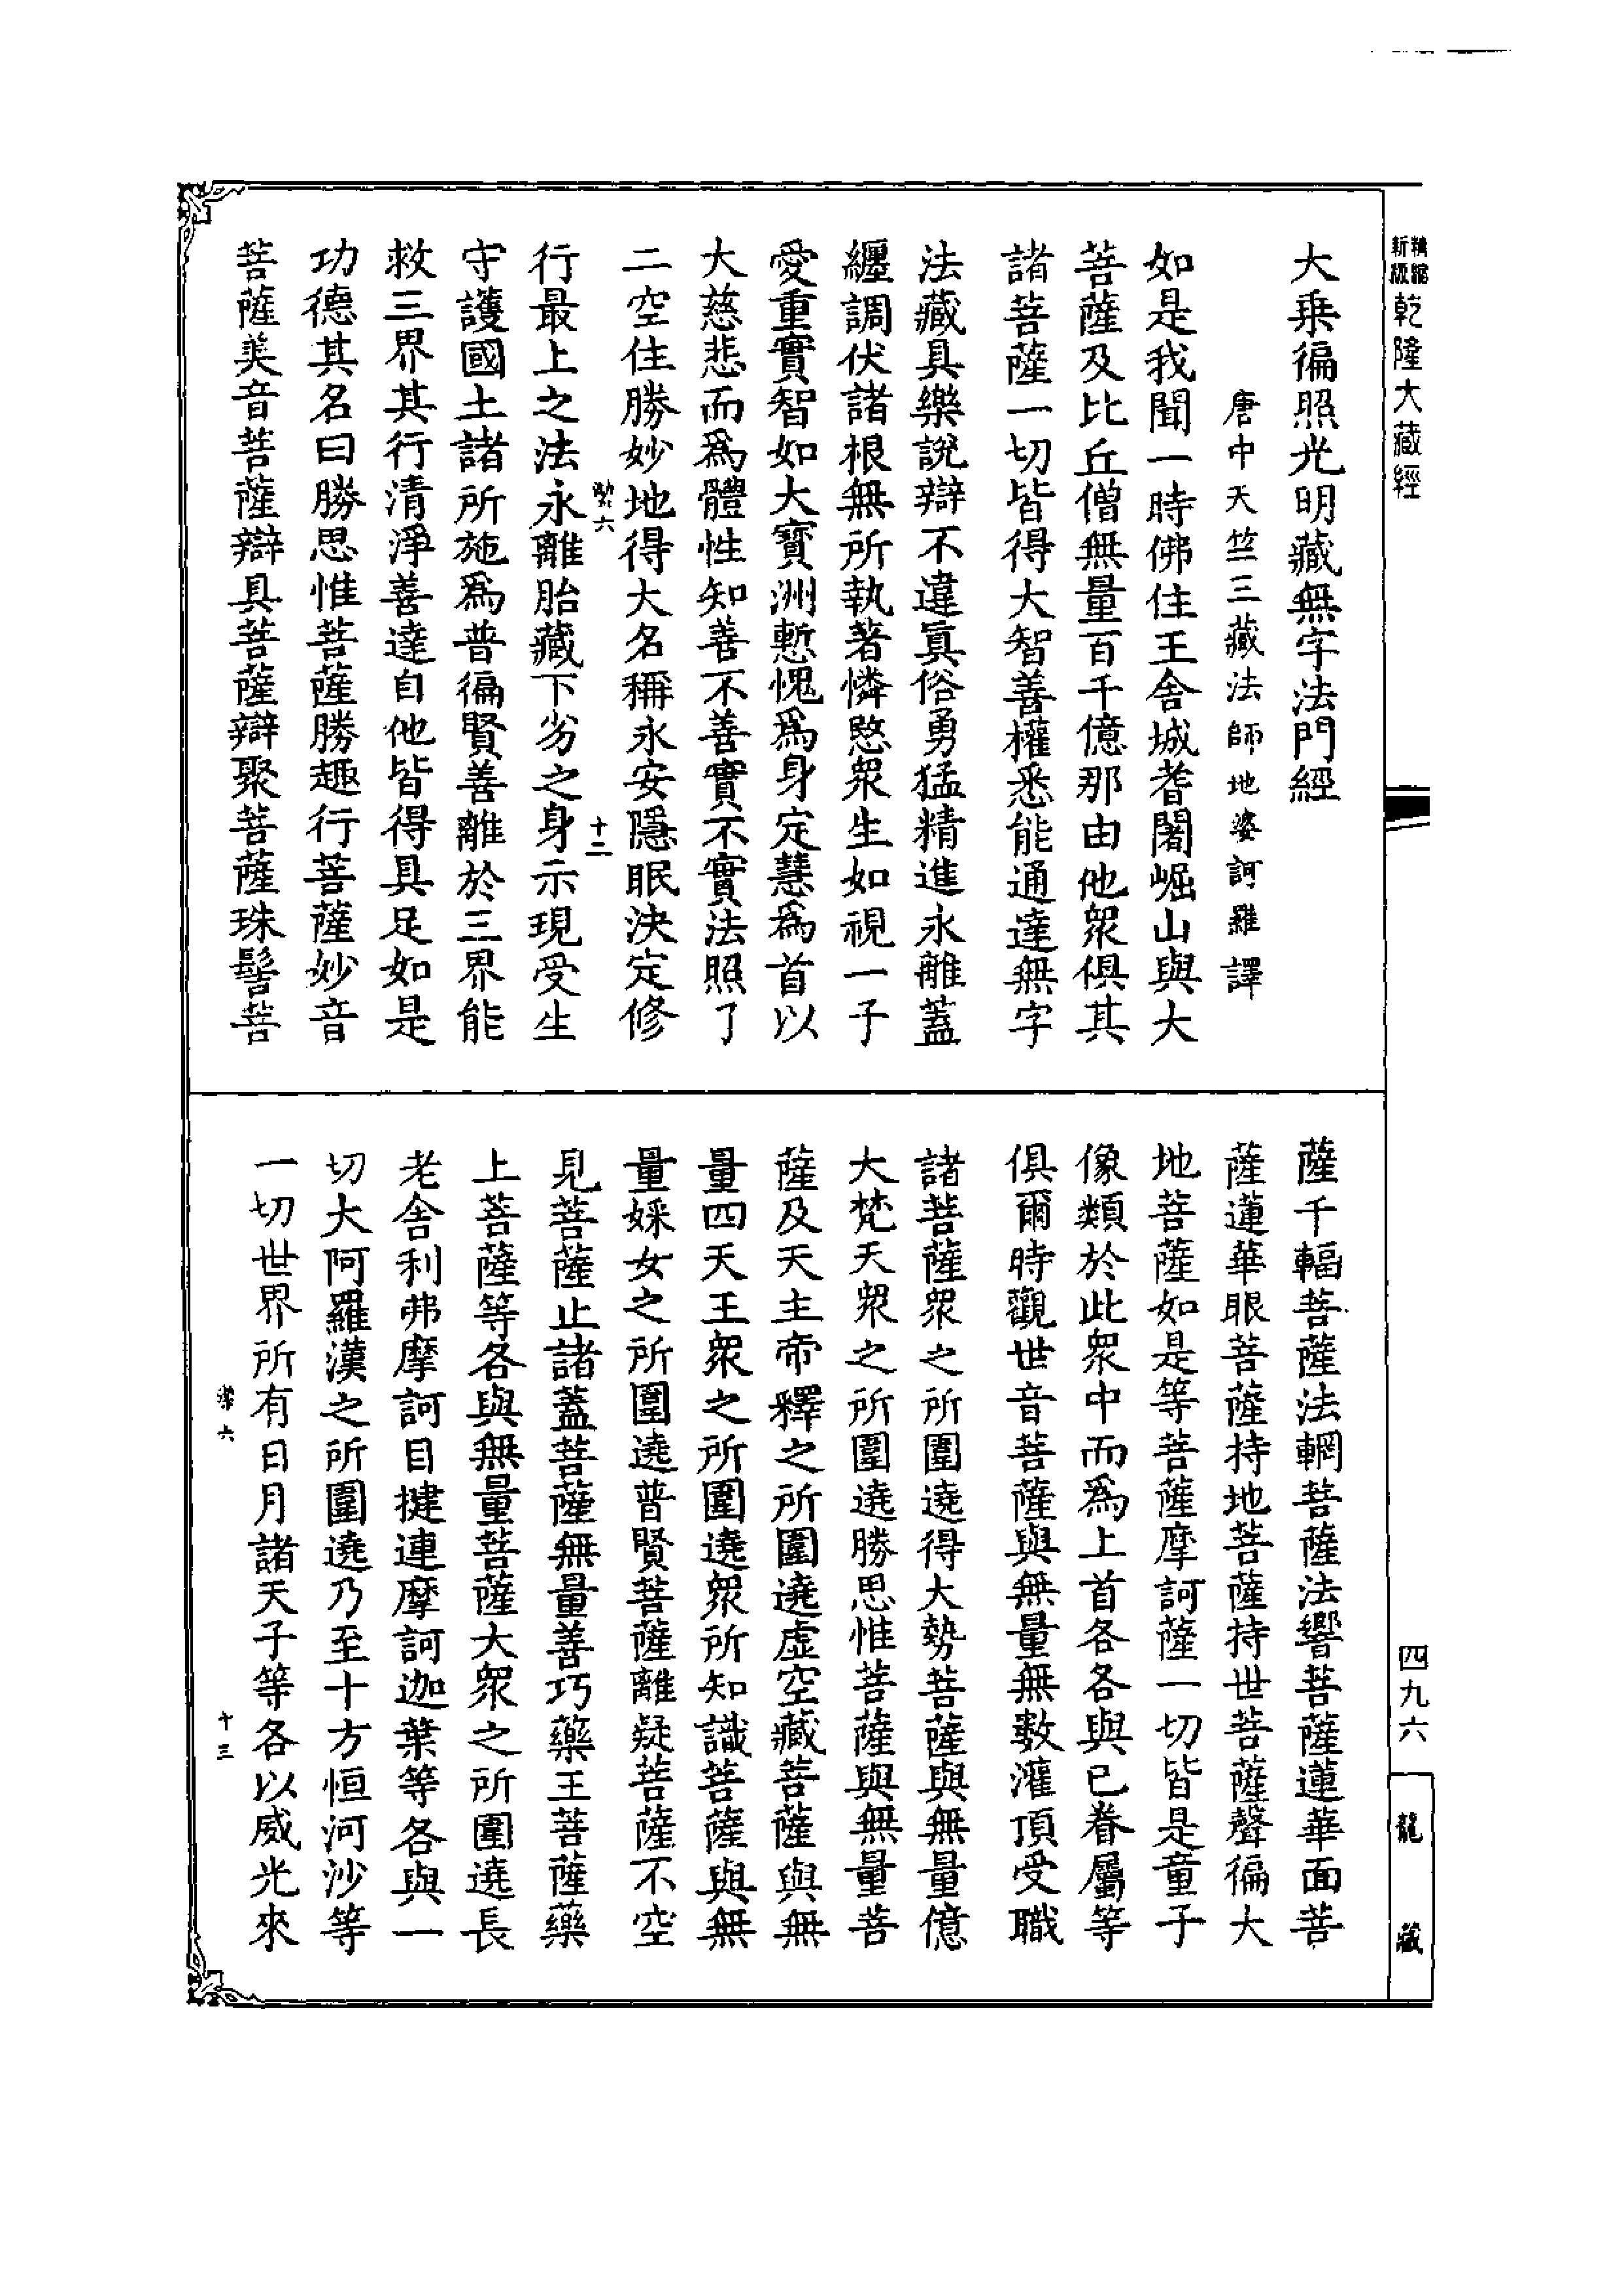 新編縮
乾隆大藏經
大乗徧照光明藏無字法門經
唐中天竺三藏法師地婆訶羅譯
如是我聞一時佛住王舍城耆闍崛山與大
菩薩及比丘僧無量百千億那由他衆俱其
諸菩薩一切皆得大智善權悉能通達無字
法藏具樂說辯不違真俗勇猛精進永離蓋
纏調伏諸根無所執著憐愍衆生如視一子
愛重實智如大寳洲慙愧為身定慧為首以
大慈悲而為體性知善不善實不實法照了
二空住勝妙地得大名稱永安隱眠決定修
六
十二
行最上之法永離胎藏下劣之身示現受生
守護國土諸所施為普徧賢善離於三界能
救三界其行清淨善達自他皆得具足如是
功德其名曰勝思惟菩薩勝趣行菩薩妙音
菩薩美音菩薩辯具菩薩辯聚菩薩珠髻菩
薩千輻菩薩法輞菩薩法響菩薩蓮華面菩
薩蓮華眼菩薩持地菩薩持世菩薩聲徧大
地菩薩如是等菩薩摩訶薩一切皆是童子
像類於此衆中而為上首各各與已眷屬等
俱爾時觀世音菩薩與無量無數灌頂受職
諸菩薩衆之所圍遶得大勢菩薩與無量億
大梵天衆之所圍遶勝思惟菩薩與無量菩
薩及天主帝釋之所圍遶虛空藏菩薩與無
量四天王衆之所圍遶衆所知識菩薩與無
量婇女之所圍遶普賢菩薩離疑菩薩不空
見菩薩止諸蓋菩薩無量善巧藥王菩薩藥
上菩薩等各與無量菩薩大衆之所圍遶長
老舍利弗摩訶目揵連摩訶迦葉等各與一
切大阿羅漢之所圍遶乃至十方恒河沙等
一切世界所有日月諸天子等各以威光來
六
十三
四九六
龍藏